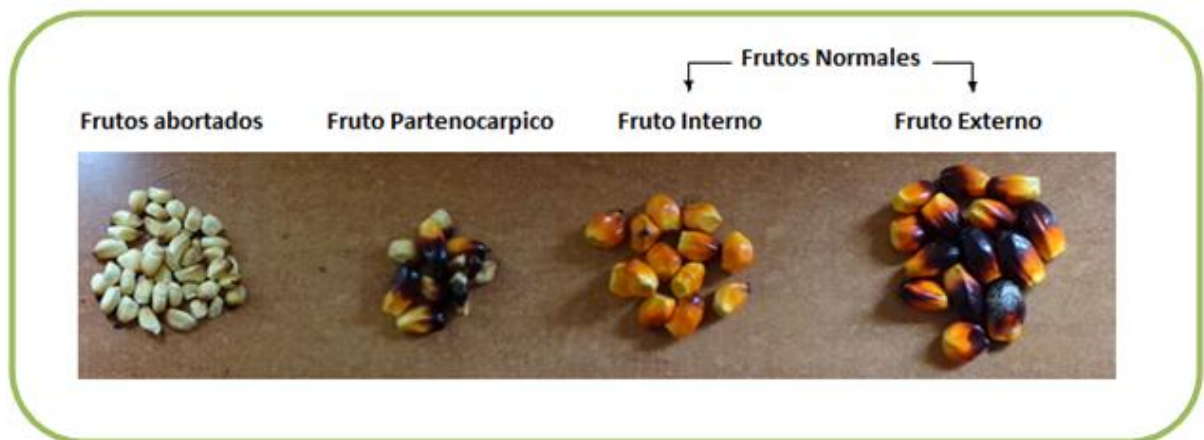 Frutos Normales
Frutos abortados
Fruto Partenocarpico
Fruto Interno
Fruto Externo